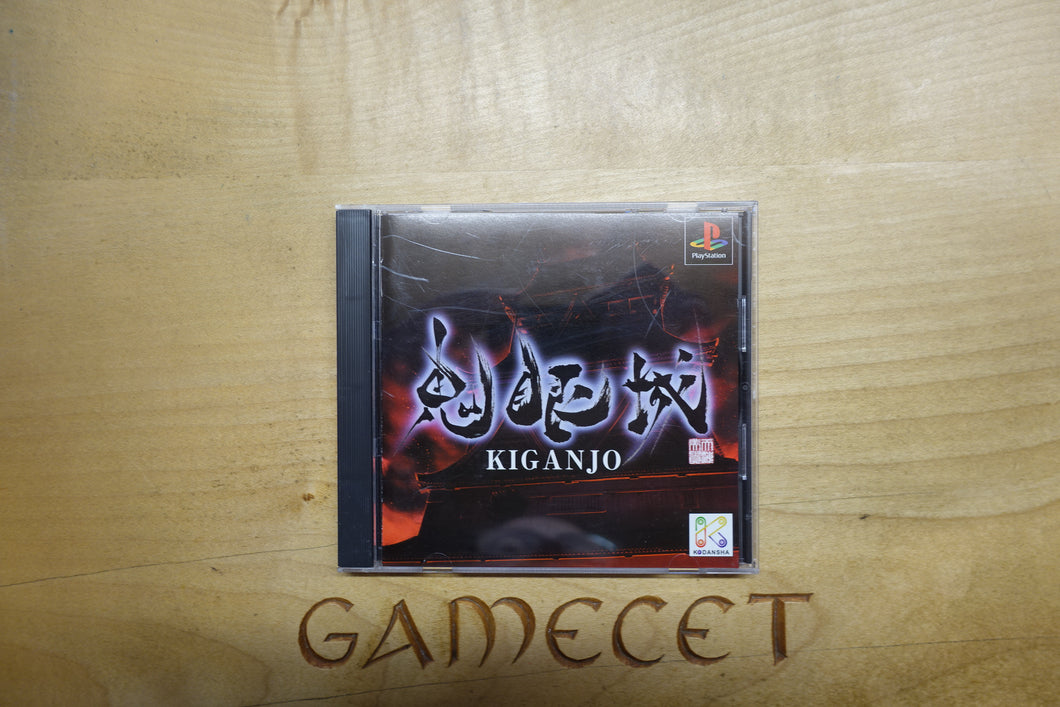 PlayStation
鬼眼城
KIGANJO
KODANSHA
GAMECET